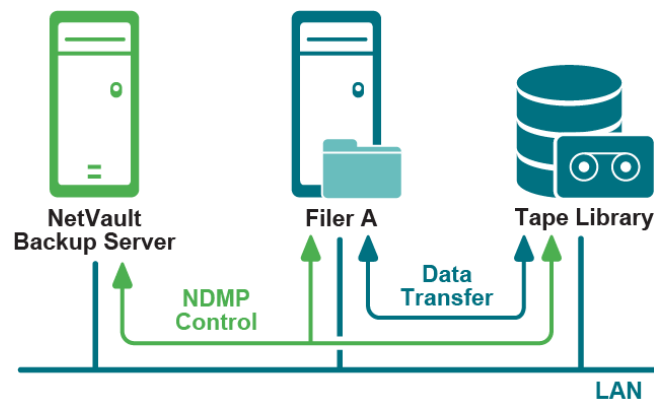 NetVault
Backup Server
Filer A
Tape Library
NDMP
Control
Data
Transfer
LAN